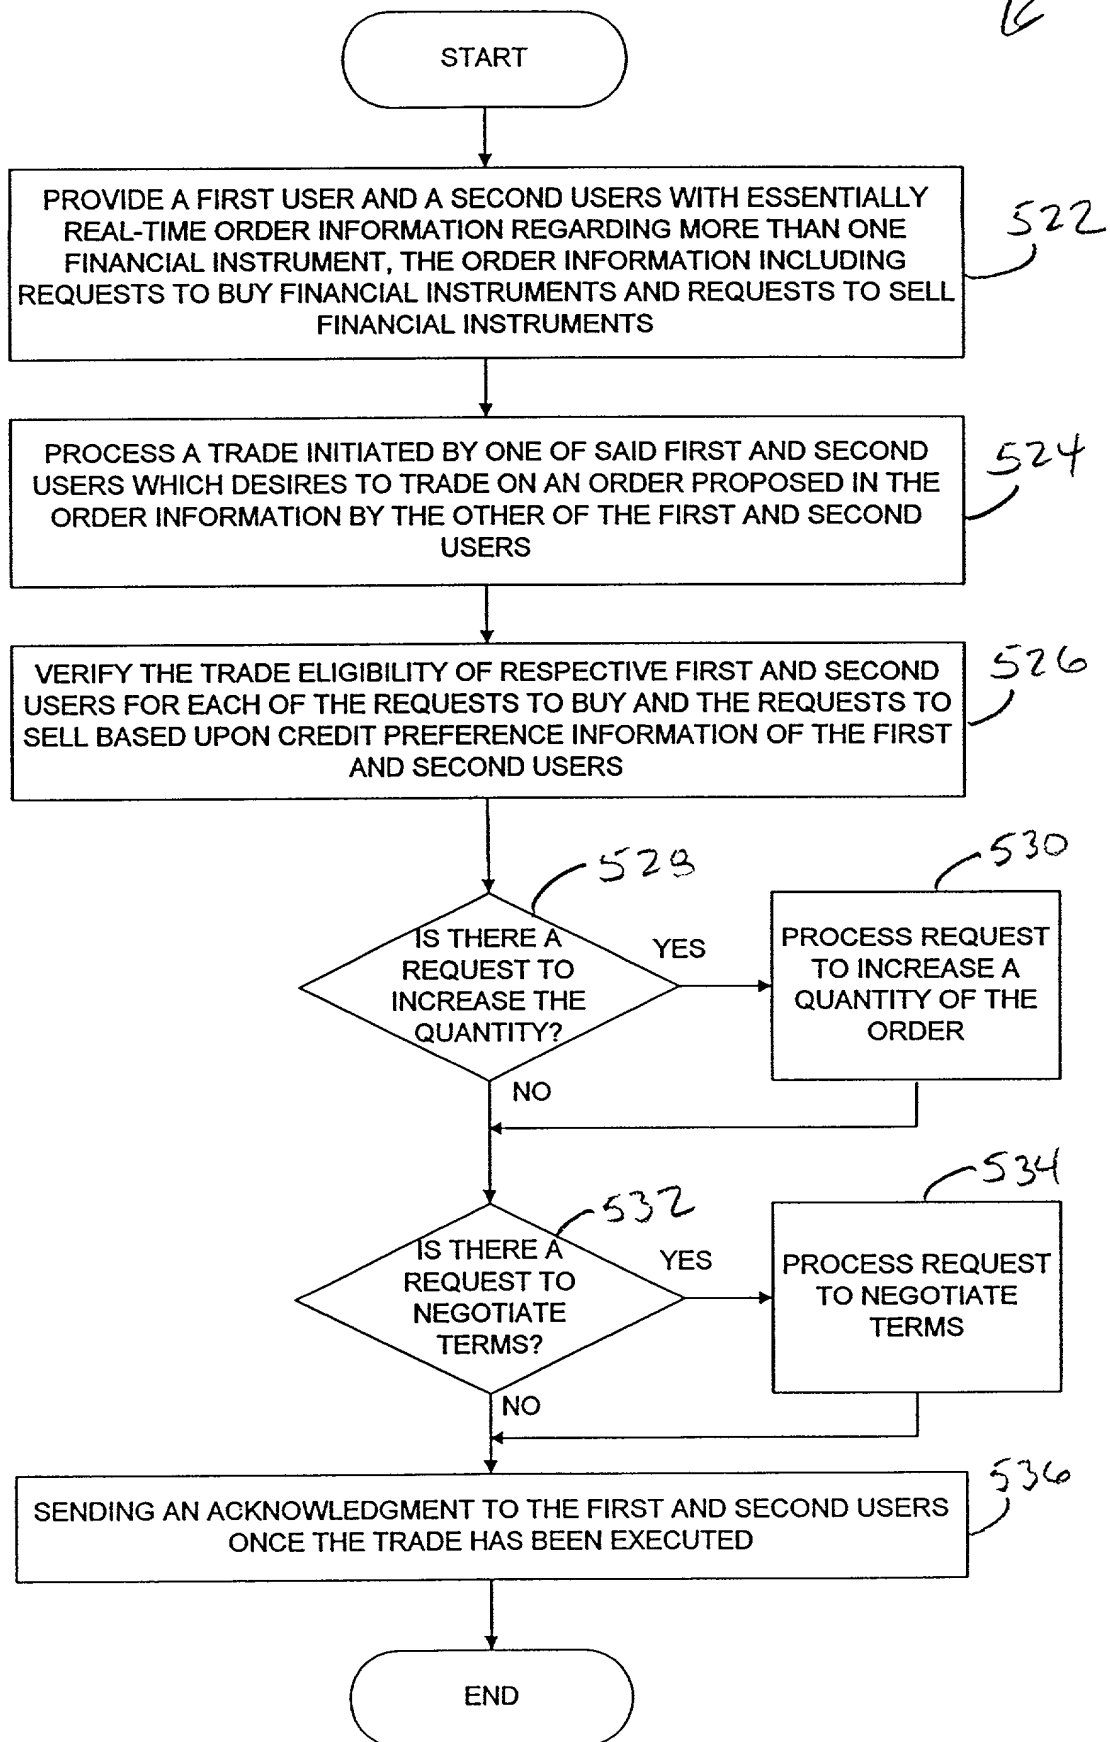 START
PROVIDE A FIRST USER AND A SECOND USERS WITH ESSENTIALLY
REAL-TIME ORDER INFORMATION REGARDING MORE THAN ONE
FINANCIAL INSTRUMENT, THE ORDER INFORMATION INCLUDING
REQUESTS TO BUY FINANCIAL INSTRUMENTS AND REQUESTS TO SELL
FINANCIAL INSTRUMENTS
522
PROCESS A TRADE INITIATED BY ONE OF SAID FIRST AND SECOND
USERS WHICH DESIRES TO TRADE ON AN ORDER PROPOSED IN THE
ORDER INFORMATION BY THE OTHER OF THE FIRST AND SECOND
USERS
524
VERIFY THE TRADE ELIGIBILITY OF RESPECTIVE FIRST AND SECOND
USERS FOR EACH OF THE REQUESTS TO BUY AND THE REQUESTS TO
SELL BASED UPON CREDIT PREFERENCE INFORMATION OF THE FIRST
AND SECOND USERS
526
528
IS THERE A
REQUEST TO
INCREASE THE
QUANTITY?
YES
NO
530
PROCESS REQUEST
TO INCREASE A
QUANTITY OF THE
ORDER
532
IS THERE A
REQUEST TO
NEGOTIATE
TERMS?
YES
NO
534
PROCESS REQUEST
TO NEGOTIATE
TERMS
SENDING AN ACKNOWLEDGMENT TO THE FIRST AND SECOND USERS
ONCE THE TRADE HAS BEEN EXECUTED
536
END